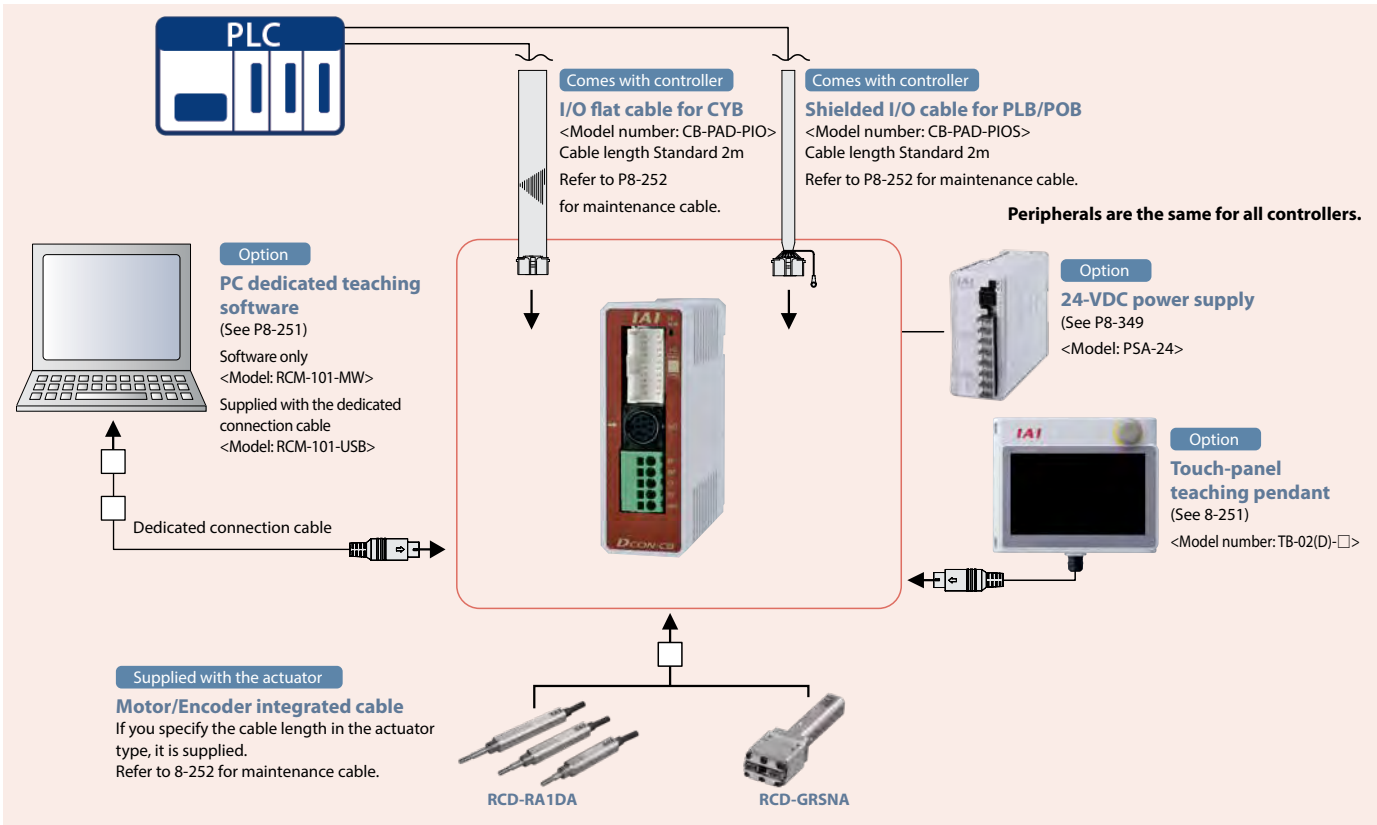 PLC
Comes with controller
I/O flat cable for CYB
<Model number: CB-PAD-PIO>
Cable length Standard 2m
Refer to P8-252
for maintenance cable.
Comes with controller
Shielded I/O cable for PLB/POB
<Model number: CB-PAD-PIOS>
Cable length Standard 2m
Refer to P8-252 for maintenance cable.
Peripherals are the same for all controllers.
Option
PC dedicated teaching
software
(See P8-251)
Software only
<Model: RCM-101-MW>
Supplied with the dedicated
connection cable
<Model: RCM-101-USB>
Dedicated connection cable
IAI
DCON-CB
IAI
Option
24-VDC power supply
(See P8-349
<Model: PSA-24>
IAI
Option
Touch-panel
teaching pendant
(See 8-251)
<Model number: TB-02(D)-□>
Supplied with the actuator
Motor/Encoder integrated cable
If you specify the cable length in the actuator
type, it is supplied.
Refer to 8-252 for maintenance cable.
RCD-RA1DA
RCD-GRSNA